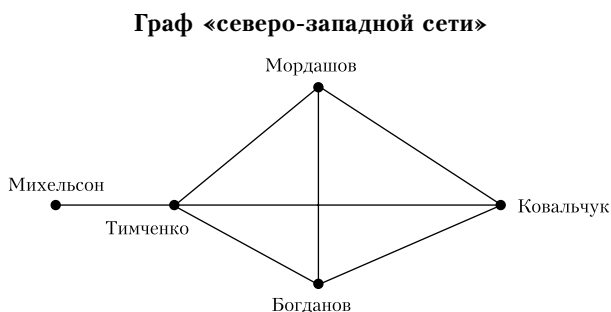 Граф «северо-западной сети»
Мордашов
Михельсон
Тимченко
Ковальчук
Богданов